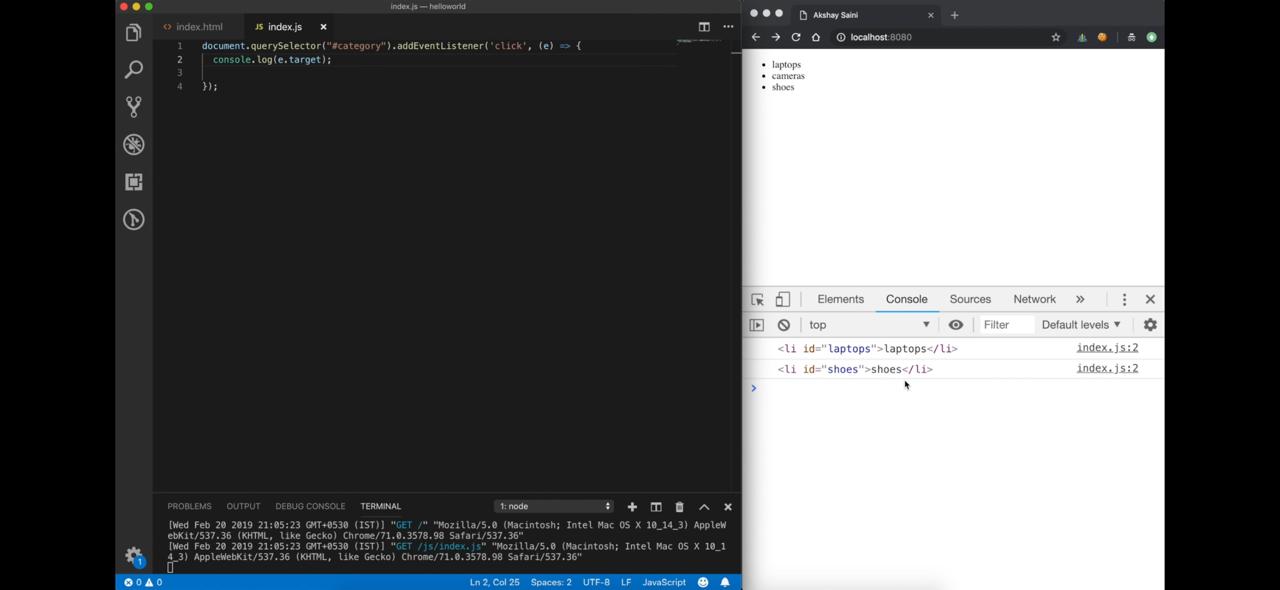 index.js — helloworld
index.html
JS index.js
1 document.querySelector("#category").addEventListener('click', (e) => {
2 console.log(e.target);
3
4 });
PROBLEMS OUTPUT DEBUG CONSOLE TERMINAL 1: node
[Wed Feb 20 2019 21:05:23 GMT+0530 (IST)] "GET /" "Mozilla/5.0 (Macintosh; Intel Mac OS X 10_14_3) AppleW
ebKit/537.36 (KHTML, like Gecko) Chrome/71.0.3578.98 Safari/537.36"
[Wed Feb 20 2019 21:05:23 GMT+0530 (IST)] "GET /js/index.js" "Mozilla/5.0 (Macintosh; Intel Mac OS X 10_1
4_3) AppleWebKit/537.36 (KHTML, like Gecko) Chrome/71.0.3578.98 Safari/537.36"
1
0 0 Ln 2, Col 25 Spaces: 2 UTF-8 LF JavaScript
Akshay Saini
localhost:8080
• laptops
• cameras
• shoes
Elements Console Sources Network »
top Filter Default levels
<li id="laptops">laptops</li> index.js:2
<li id="shoes">shoes</li> index.js:2
>